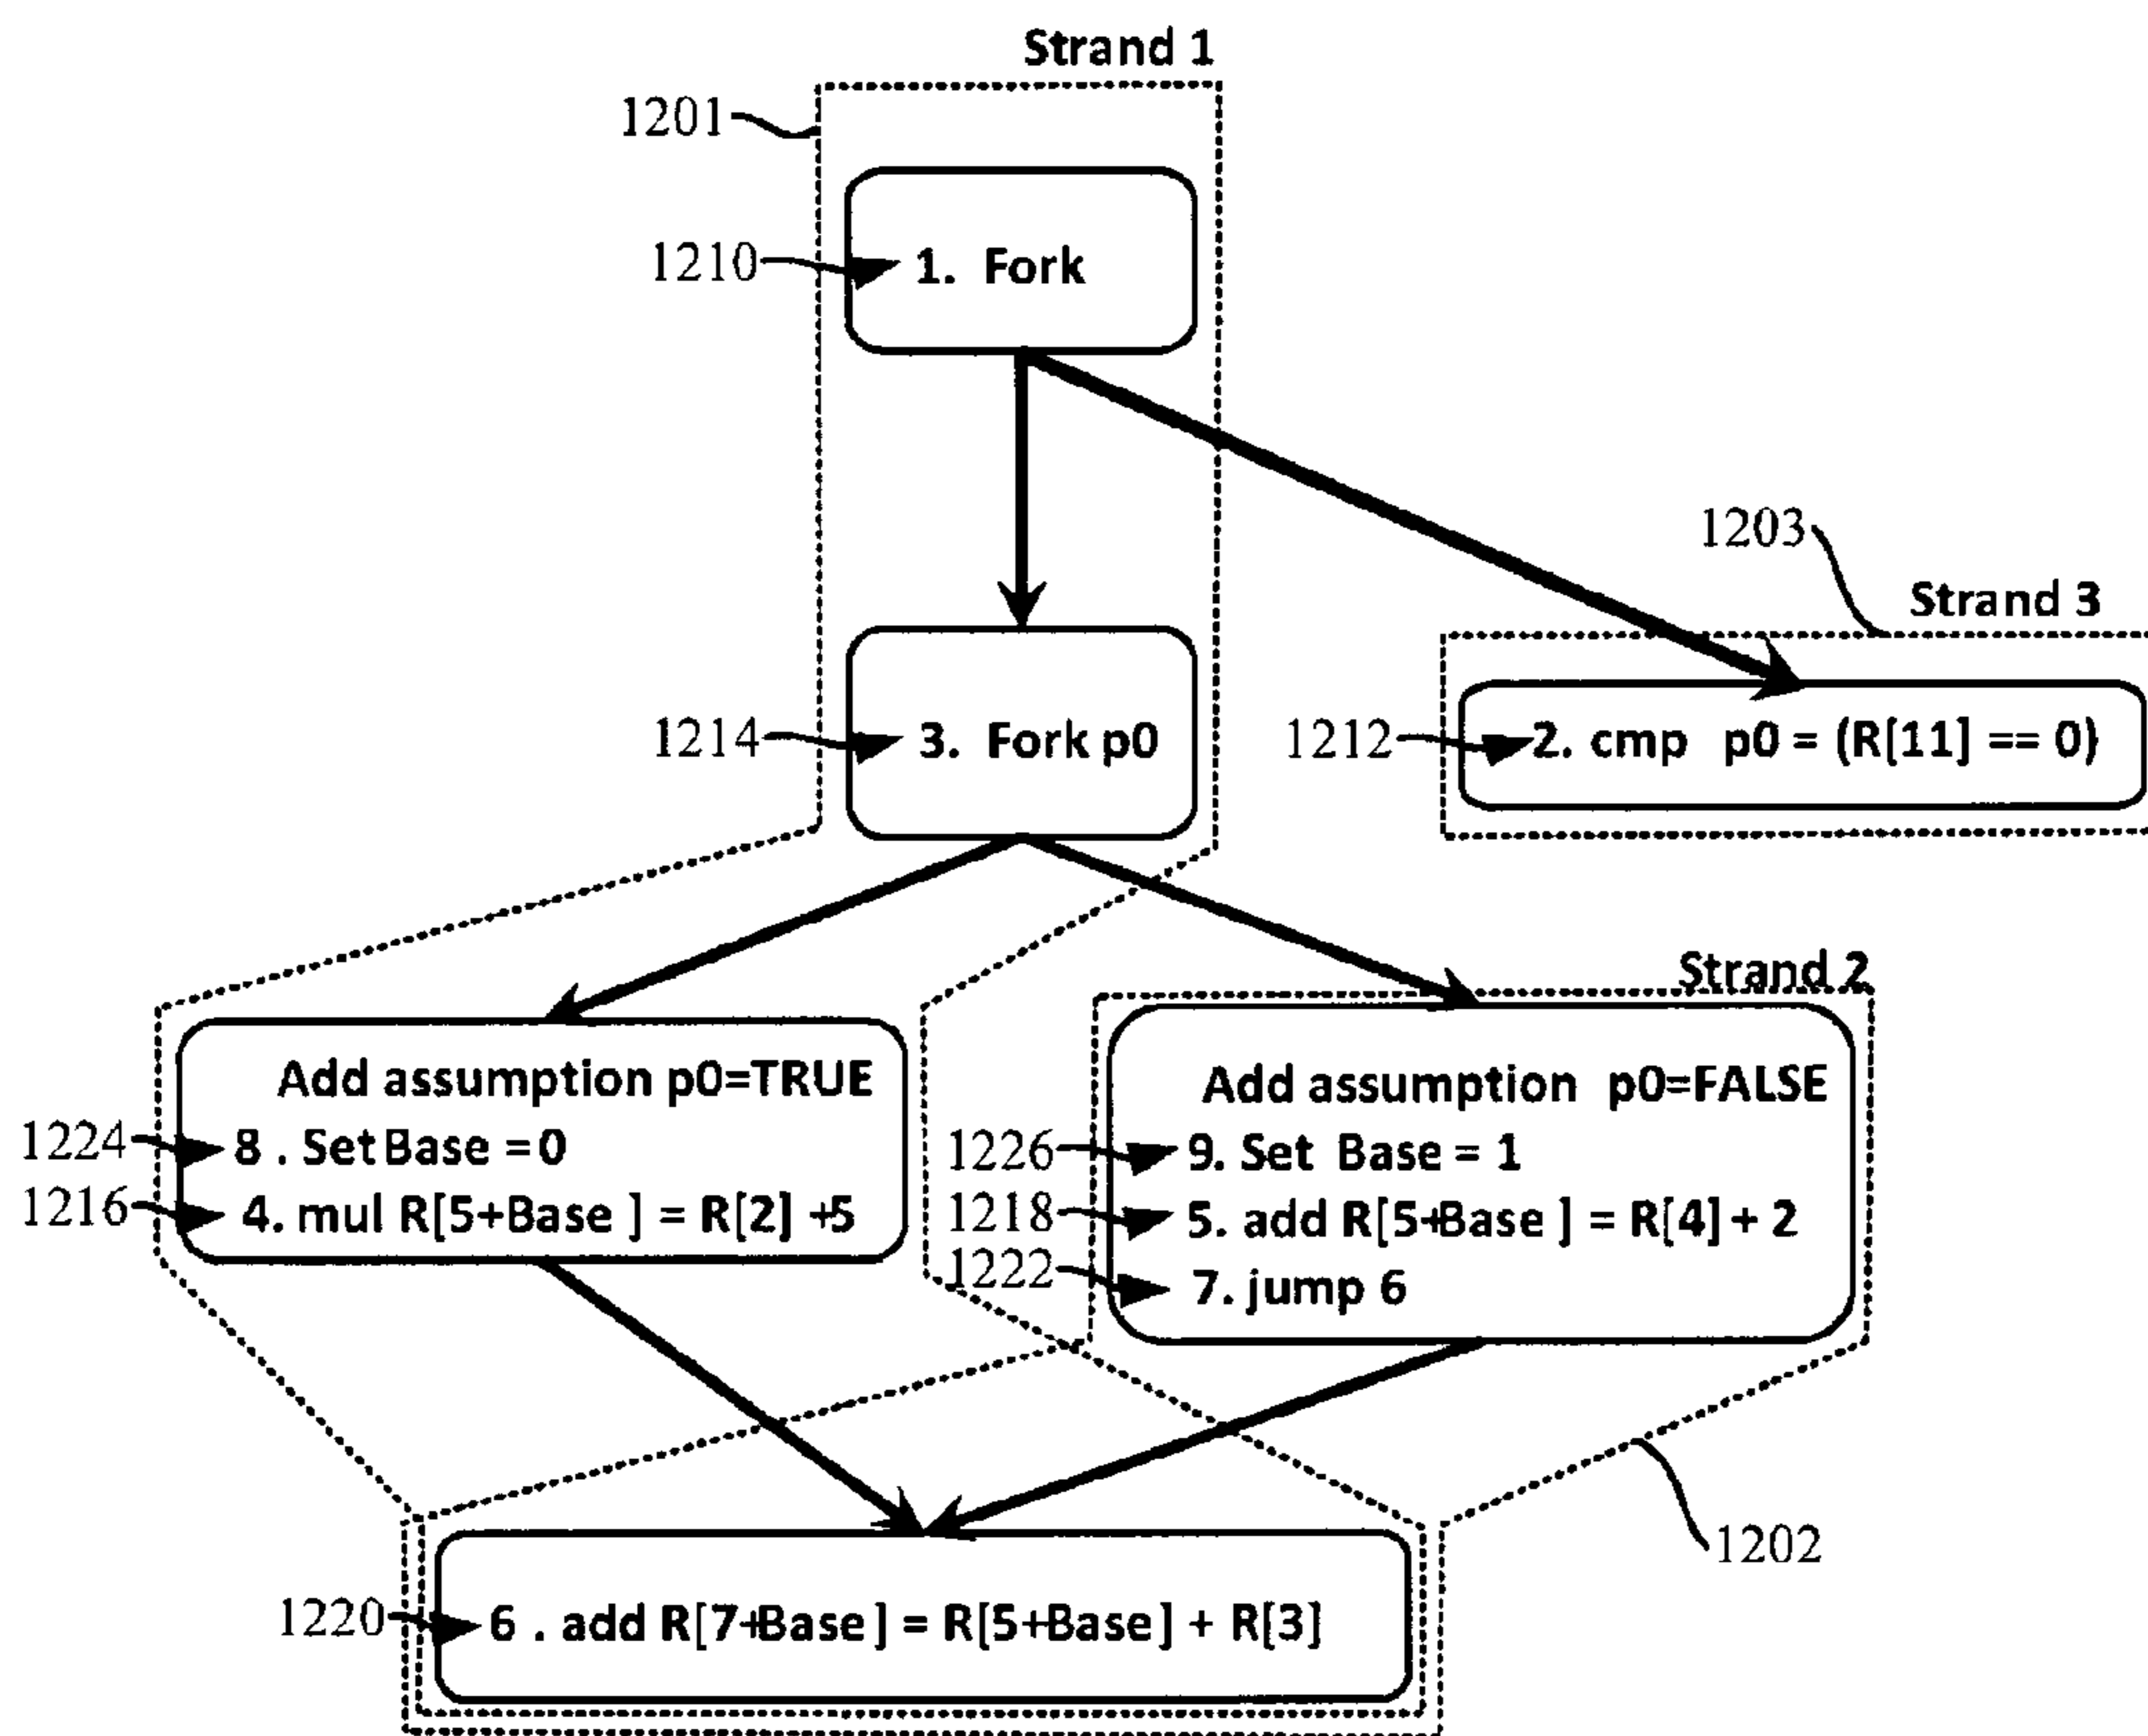 Strand 1
1201
1210
1. Fork
1203
Strand 3
1214
3. Fork p0
1212
2. cmp p0 = (R[11] == 0)
Strand 2
Add assumption p0=TRUE
1224
8 . Set Base = 0
1216
4. mul R[5+Base ] = R[2] +5
Add assumption p0=FALSE
1226
9. Set Base = 1
1218
5. add R[5+Base ] = R[4] + 2
1222
7. jump 6
1202
1220
6 . add R[7+Base] = R[5+Base] + R[3]